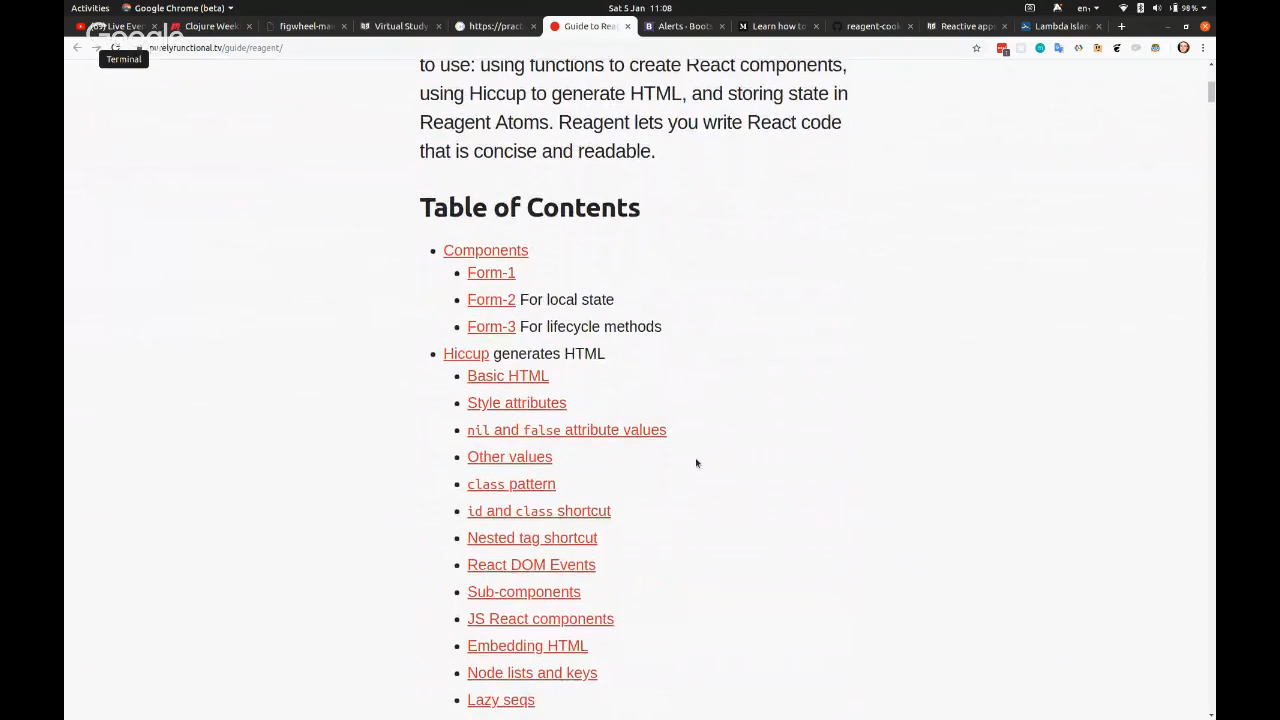 Activities Google Chrome (beta) Sat 5 Jan 11:08 en 98%
Live Even Clojure Week figwheel-ma Virtual Study https://pract Guide to Rea Alerts - Boots Learn how to reagent-cook Reactive app Lambda Islan
Google
relyfunctional.tv/guide/reagent/
Terminal
to use: using functions to create React components,
using Hiccup to generate HTML, and storing state in
Reagent Atoms. Reagent lets you write React code
that is concise and readable.
Table of Contents
Components
Form-1
Form-2 For local state
Form-3 For lifecycle methods
Hiccup generates HTML
Basic HTML
Style attributes
nil and false attribute values
Other values
class pattern
id and class shortcut
Nested tag shortcut
React DOM Events
Sub-components
JS React components
Embedding HTML
Node lists and keys
Lazy seqs